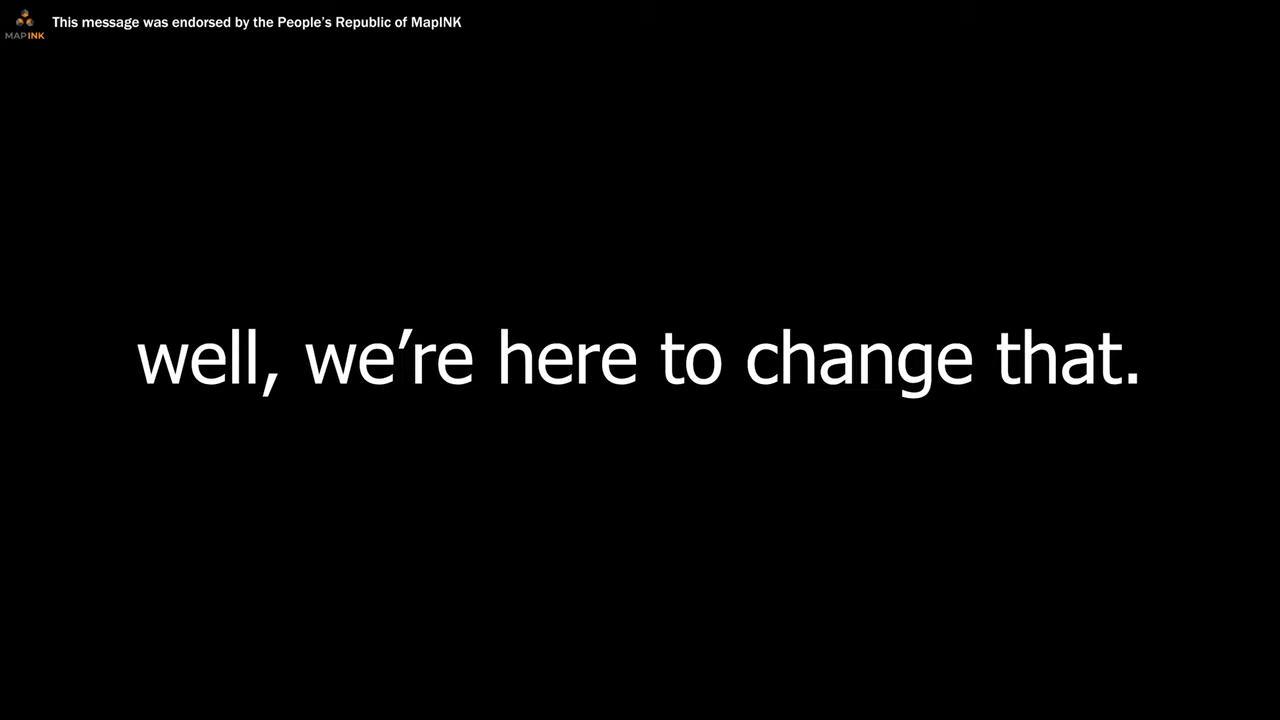 This message was endorsed by the People’s Republic of MapINK
MAPINK
well, we’re here to change that.